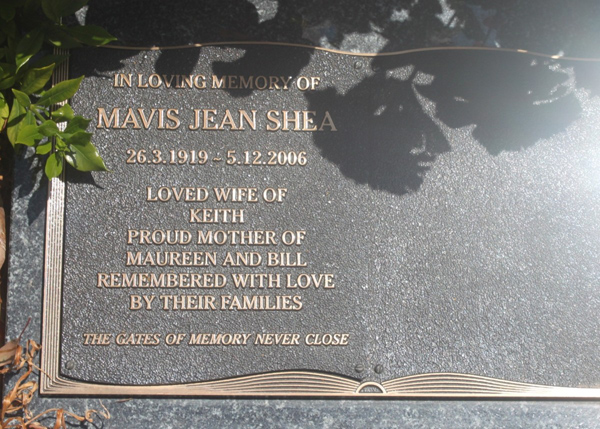 IN LOVING MEMORY OF
MAVIS JEAN SHEA
26.3.1919 - 5.12.2006
LOVED WIFE OF
KEITH
PROUD MOTHER OF
MAUREEN AND BILL
REMEMBERED WITH LOVE
BY THEIR FAMILIES
THE GATES OF MEMORY NEVER CLOSE